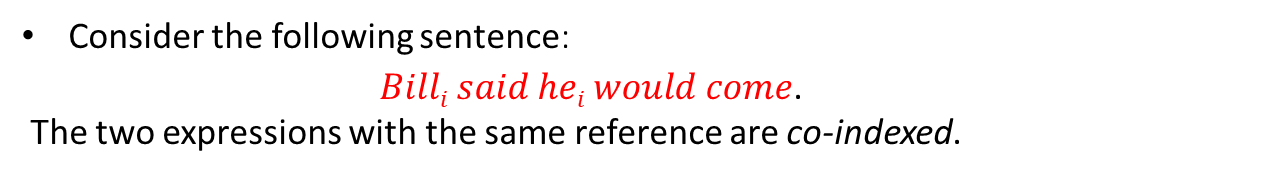 • Consider the following sentence:
Billᵢ said heᵢ would come.
The two expressions with the same reference are co-indexed.